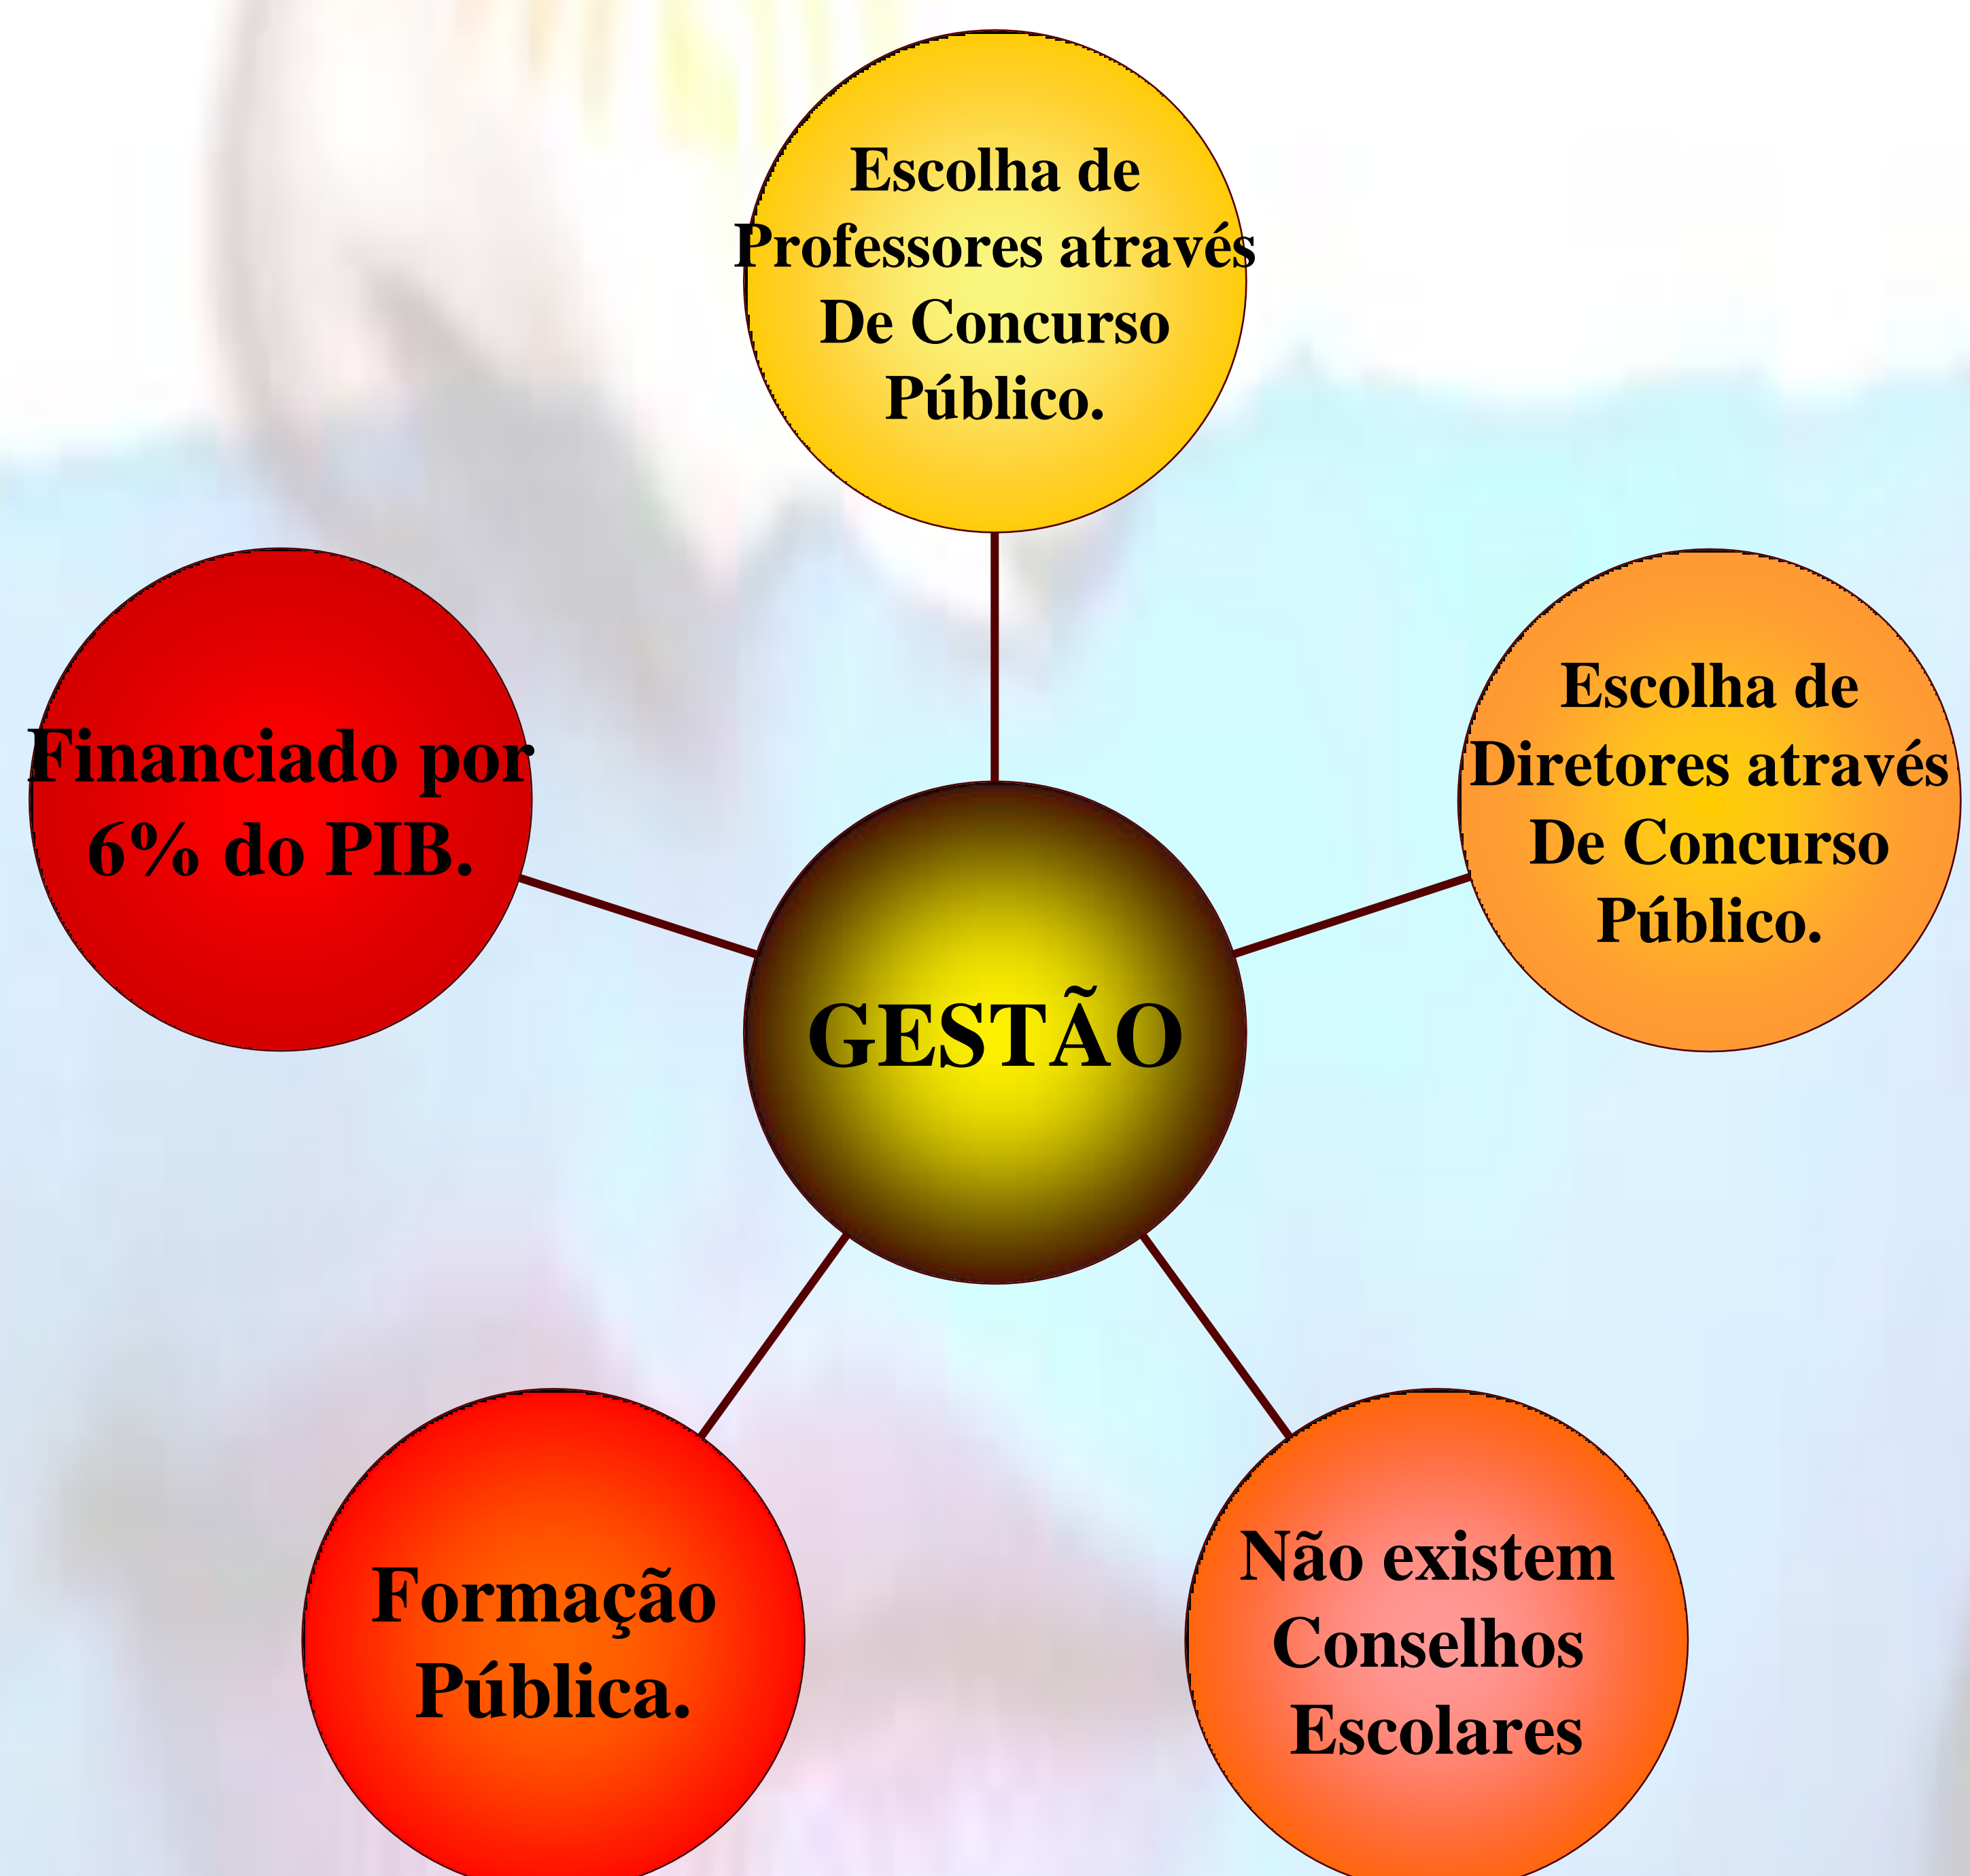 Escolha de
Professores através
De Concurso
Público.
Financiado por
6% do PIB.
Escolha de
Diretores através
De Concurso
Público.
GESTÃO
Formação
Pública.
Não existem
Conselhos
Escolares